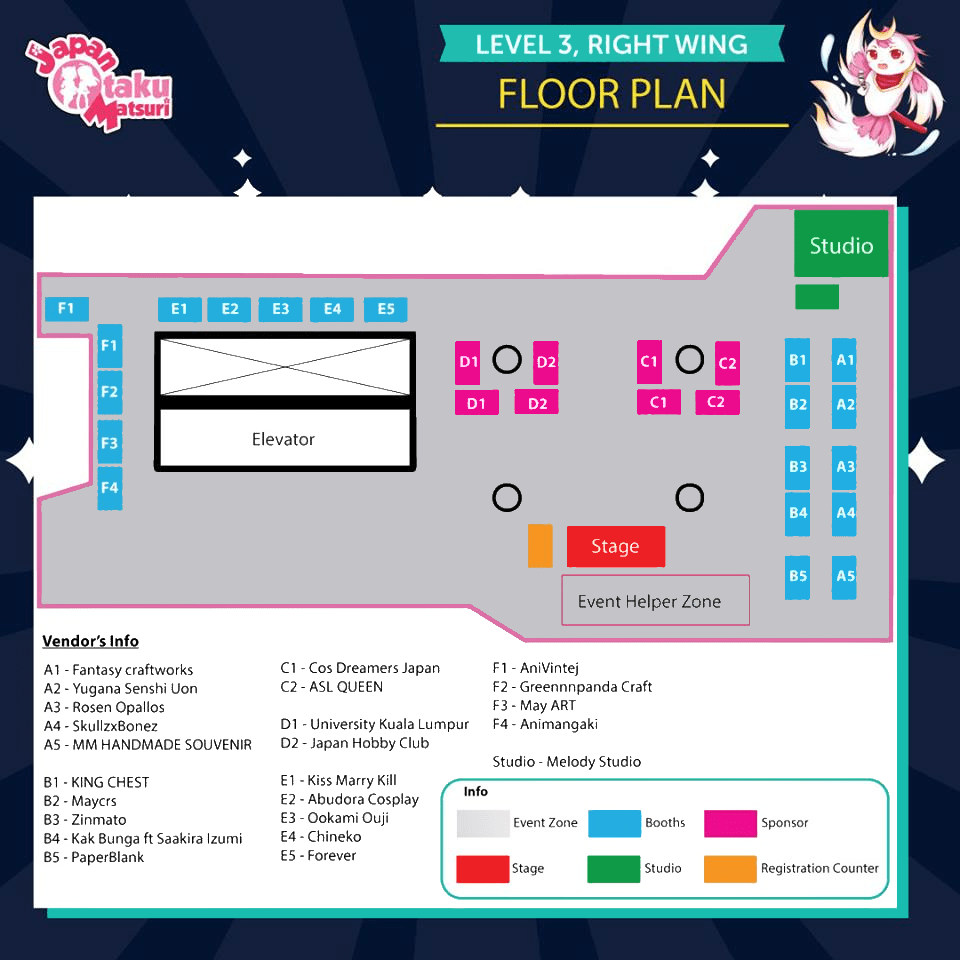 Japan
Otaku
Matsuri
LEVEL 3, RIGHT WING
FLOOR PLAN
Studio
F1
E1 E2 E3 E4 E5
F1
F2
F3
F4
Elevator
D1 D2
D1 D2
C1 C2
C1 C2
B1 A1
B2 A2
B3 A3
B4 A4
B5 A5
Stage
Event Helper Zone
Vendor's Info
A1 - Fantasy craftworks
A2 - Yugana Senshi Uon
A3 - Rosen Opallos
A4 - SkullzxBonez
A5 - MM HANDMADE SOUVENIR
B1 - KING CHEST
B2 - Maycrs
B3 - Zinmato
B4 - Kak Bunga ft Saakira Izumi
B5 - PaperBlank
C1 - Cos Dreamers Japan
C2 - ASL QUEEN
D1 - University Kuala Lumpur
D2 - Japan Hobby Club
E1 - Kiss Marry Kill
E2 - Abudora Cosplay
E3 - Ookami Ouji
E4 - Chineko
E5 - Forever
F1 - AniVintej
F2 - Greennnpanda Craft
F3 - May ART
F4 - Animangaki
Studio - Melody Studio
Info
Event Zone
Booths
Sponsor
Stage
Studio
Registration Counter